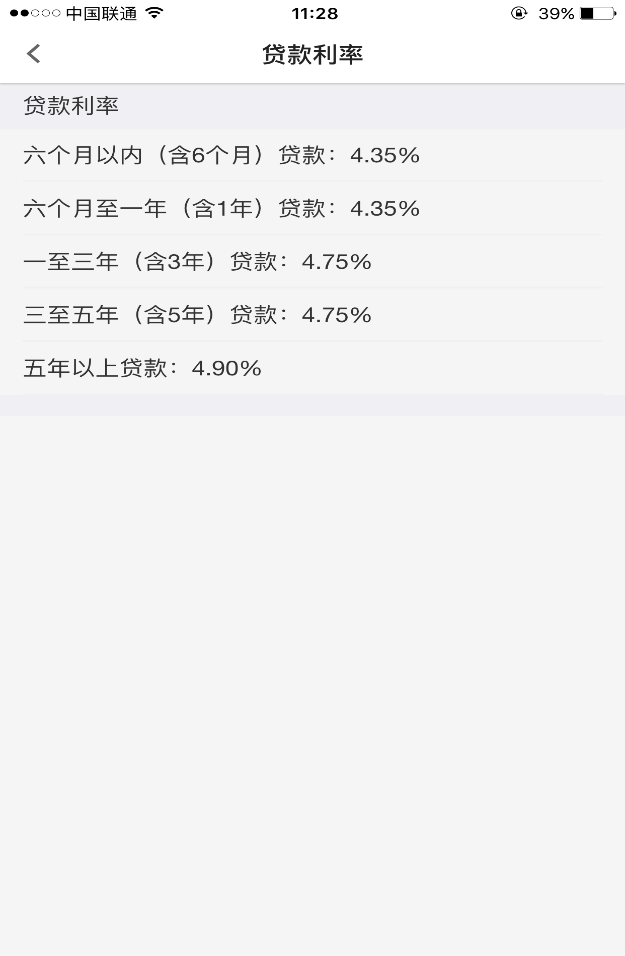 中国联通 11:28 39%
贷款利率
贷款利率
六个月以内（含6个月）贷款：4.35%
六个月至一年（含1年）贷款：4.35%
一至三年（含3年）贷款：4.75%
三至五年（含5年）贷款：4.75%
五年以上贷款：4.90%